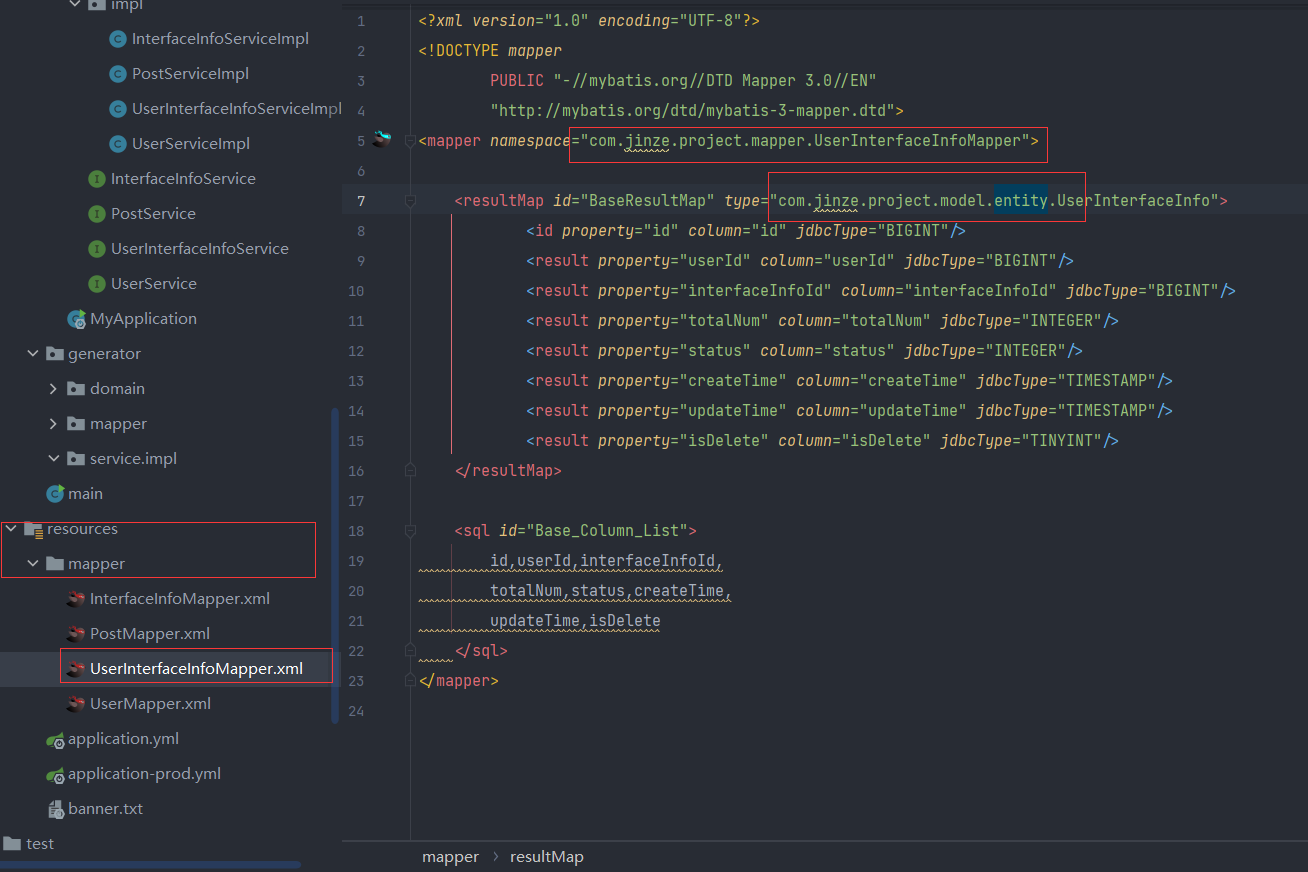 impl
InterfaceInfoServiceImpl
PostServiceImpl
UserInterfaceInfoServiceImpl
UserServiceImpl
InterfaceInfoService
PostService
UserInterfaceInfoService
UserService
MyApplication
generator
domain
mapper
service.impl
main
resources
mapper
InterfaceInfoMapper.xml
PostMapper.xml
UserInterfaceInfoMapper.xml
UserMapper.xml
application.yml
application-prod.yml
banner.txt
test
1 <?xml version="1.0" encoding="UTF-8"?>
2 <!DOCTYPE mapper
3 PUBLIC "-//mybatis.org//DTD Mapper 3.0//EN"
4 "http://mybatis.org/dtd/mybatis-3-mapper.dtd">
5 <mapper namespace="com.jinze.project.mapper.UserInterfaceInfoMapper">
6
7 <resultMap id="BaseResultMap" type="com.jinze.project.model.entity.UserInterfaceInfo">
8 <id property="id" column="id" jdbcType="BIGINT"/>
9 <result property="userId" column="userId" jdbcType="BIGINT"/>
10 <result property="interfaceInfoId" column="interfaceInfoId" jdbcType="BIGINT"/>
11 <result property="totalNum" column="totalNum" jdbcType="INTEGER"/>
12 <result property="status" column="status" jdbcType="INTEGER"/>
13 <result property="createTime" column="createTime" jdbcType="TIMESTAMP"/>
14 <result property="updateTime" column="updateTime" jdbcType="TIMESTAMP"/>
15 <result property="isDelete" column="isDelete" jdbcType="TINYINT"/>
16 </resultMap>
17
18 <sql id="Base_Column_List">
19 id,userId,interfaceInfoId,
20 totalNum,status,createTime,
21 updateTime,isDelete
22 </sql>
23 </mapper>
24
mapper › resultMap